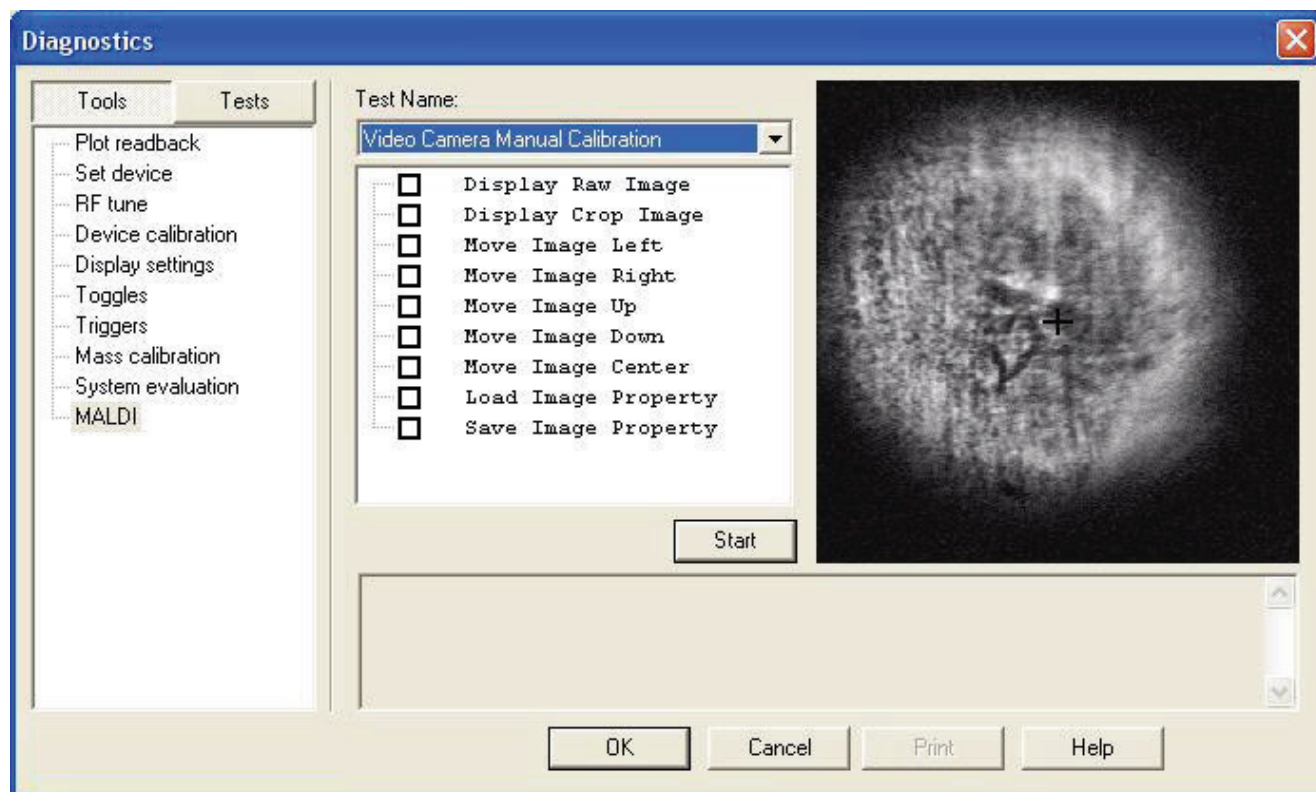 Diagnostics
Tools Tests
Plot readback
Set device
RF tune
Device calibration
Display settings
Toggles
Triggers
Mass calibration
System evaluation
MALDI
Test Name:
Video Camera Manual Calibration
Display Raw Image
Display Crop Image
Move Image Left
Move Image Right
Move Image Up
Move Image Down
Move Image Center
Load Image Property
Save Image Property
Start
OK Cancel Print Help